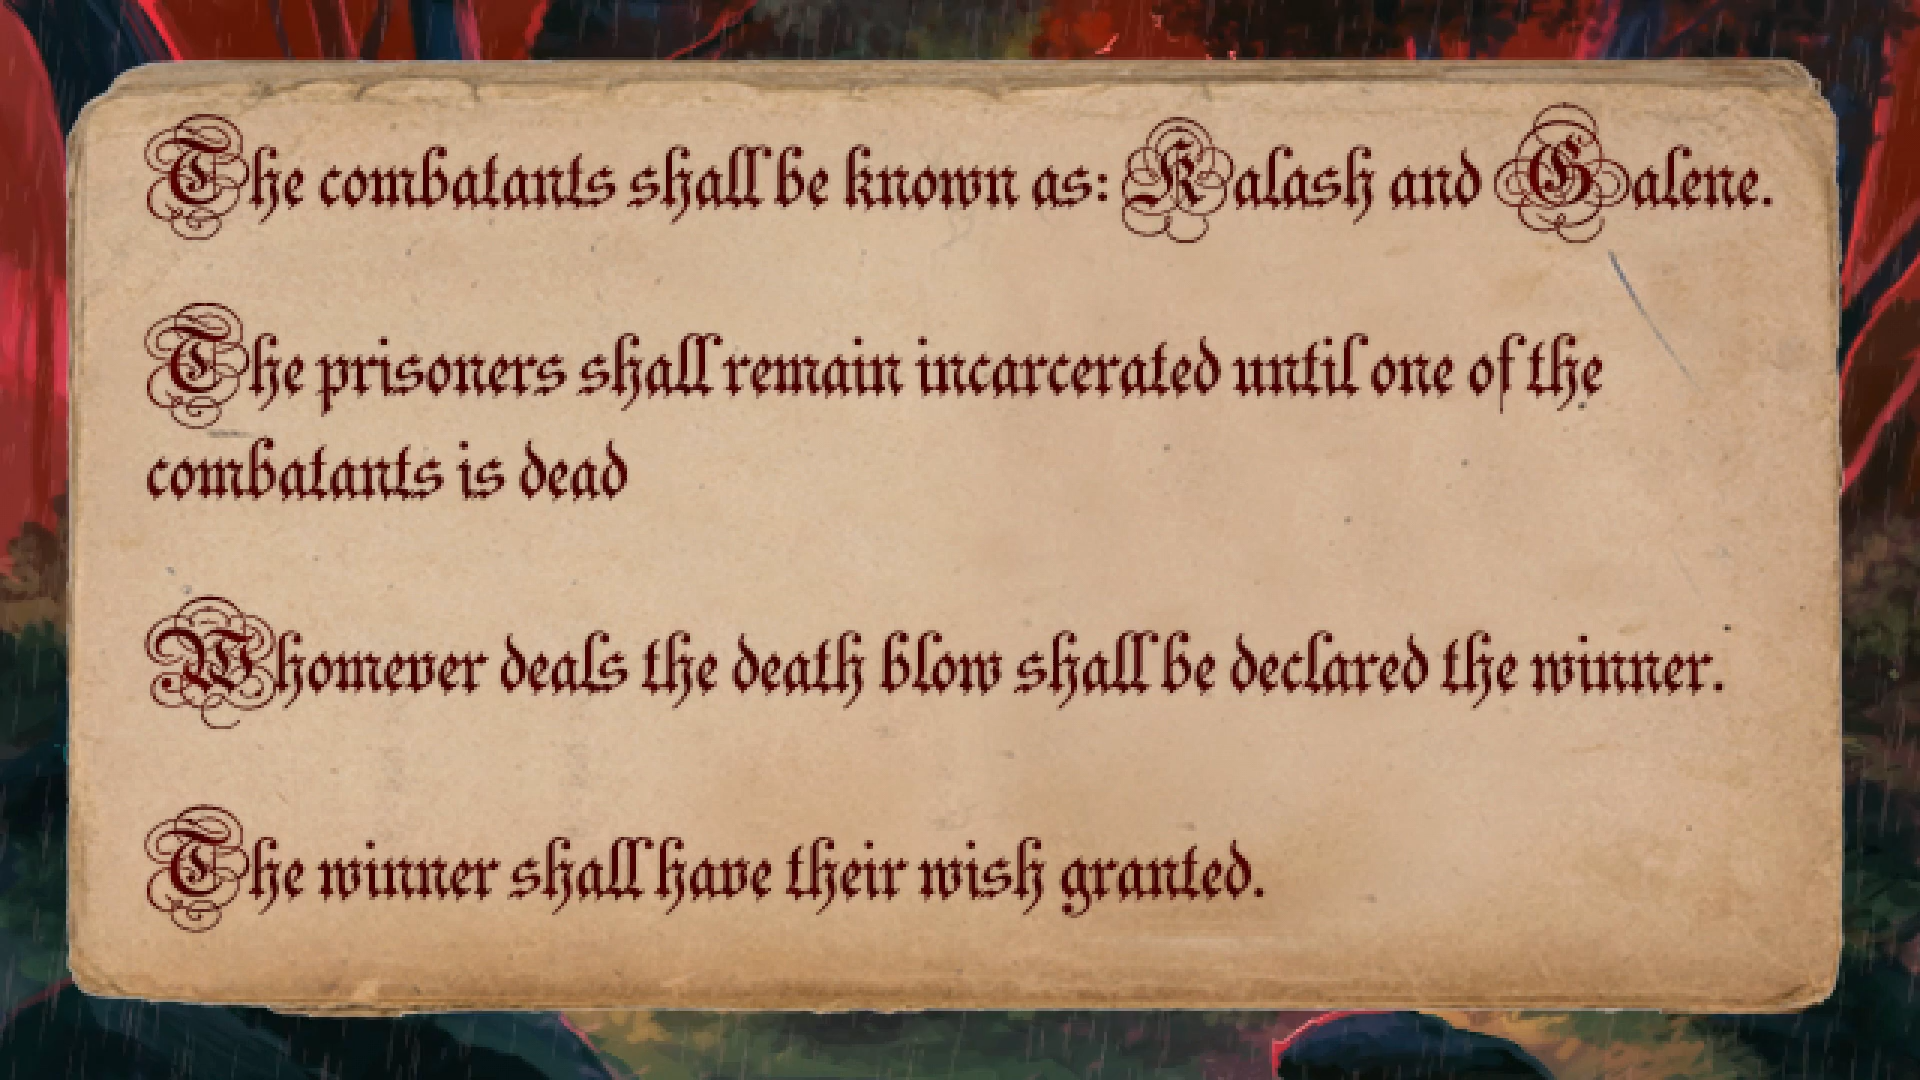 The combatants shall be known as: Kalash and Galene.
The prisoners shall remain incarcerated until one of the
combatants is dead
Whomever deals the death blow shall be declared the winner.
The winner shall have their wish granted.